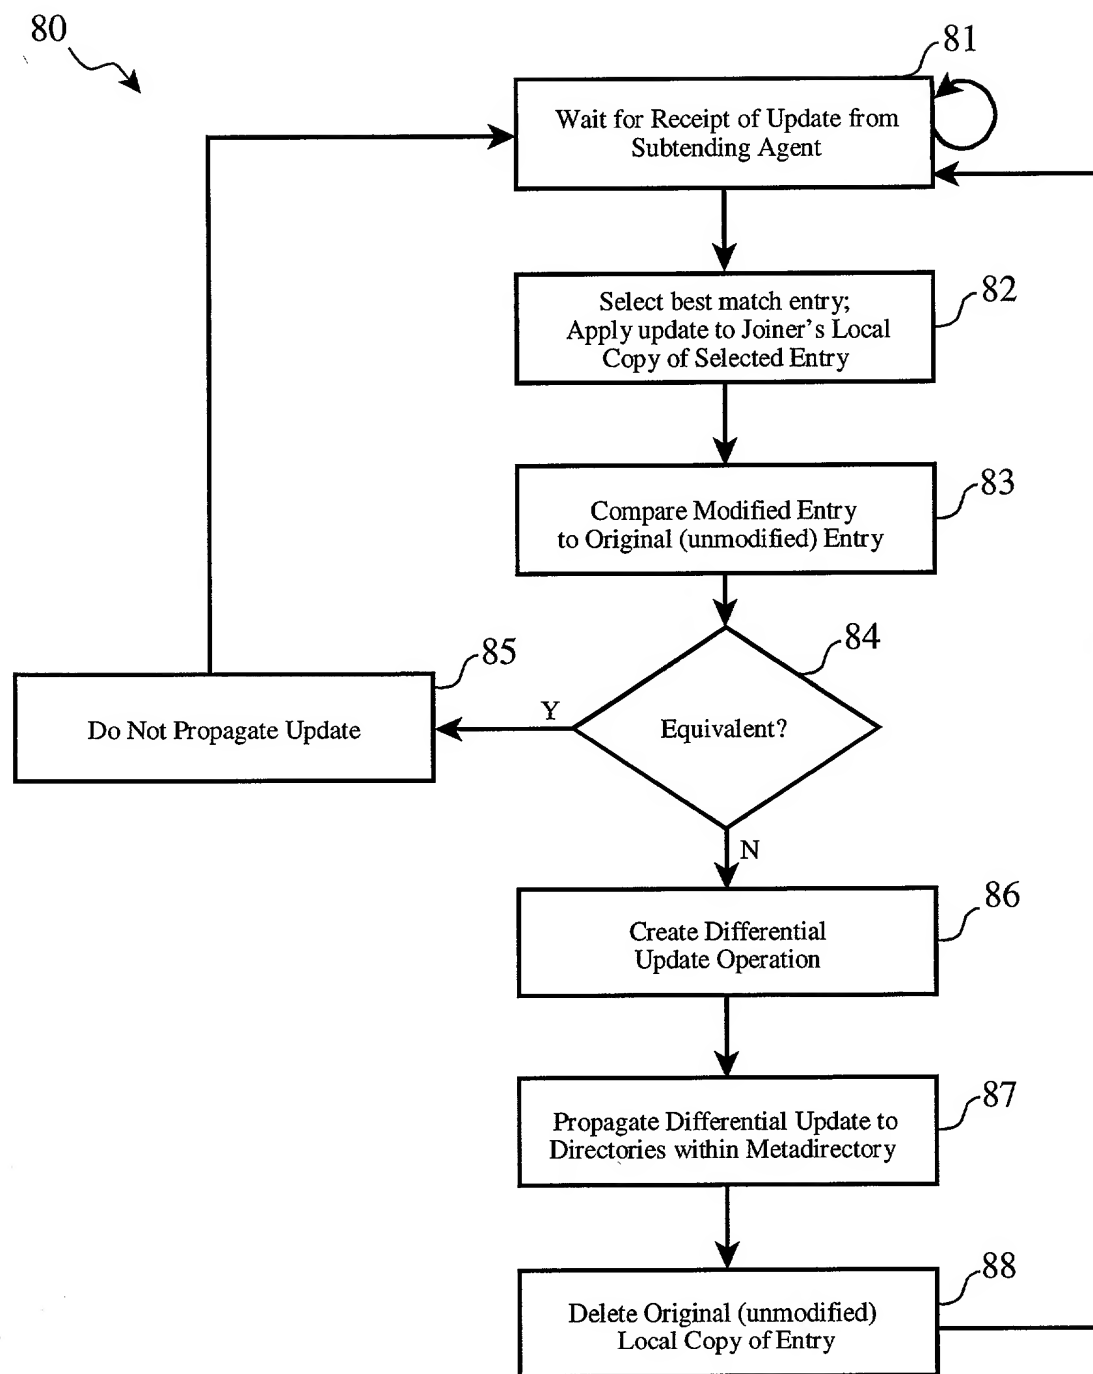 80
81
Wait for Receipt of Update from
Subtending Agent
82
Select best match entry;
Apply update to Joiner's Local
Copy of Selected Entry
83
Compare Modified Entry
to Original (unmodified) Entry
84
Equivalent?
Y
85
Do Not Propagate Update
N
86
Create Differential
Update Operation
87
Propagate Differential Update to
Directories within Metadirectory
88
Delete Original (unmodified)
Local Copy of Entry